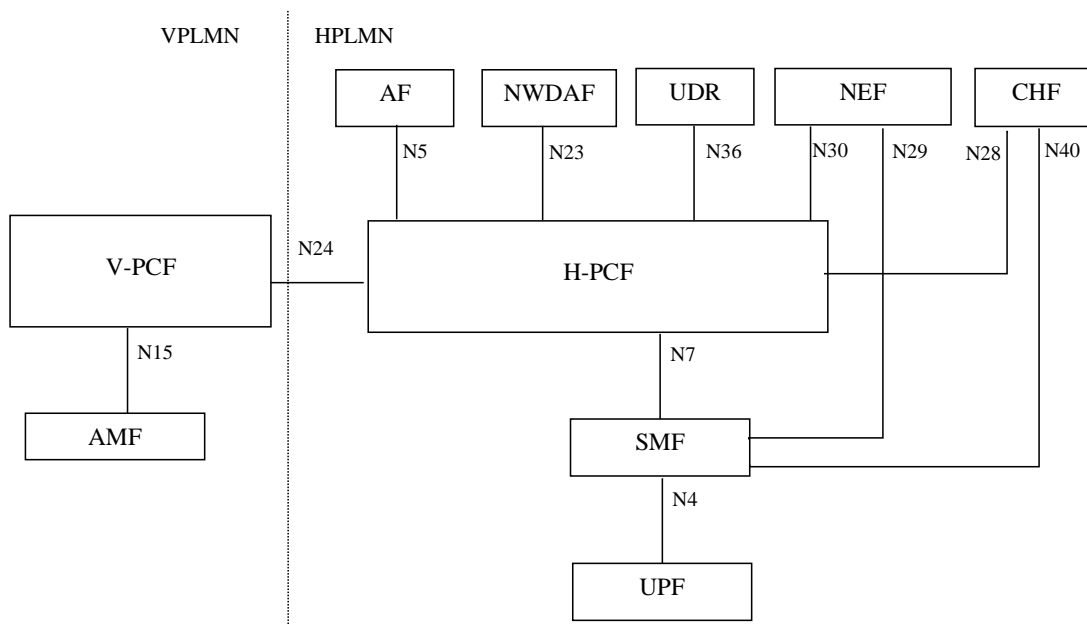 VPLMN
HPLMN
AF
NWDAF
UDR
NEF
CHF
N5
N23
N36
N30
N29
N28
N40
V-PCF
N24
H-PCF
N15
N7
AMF
SMF
N4
UPF